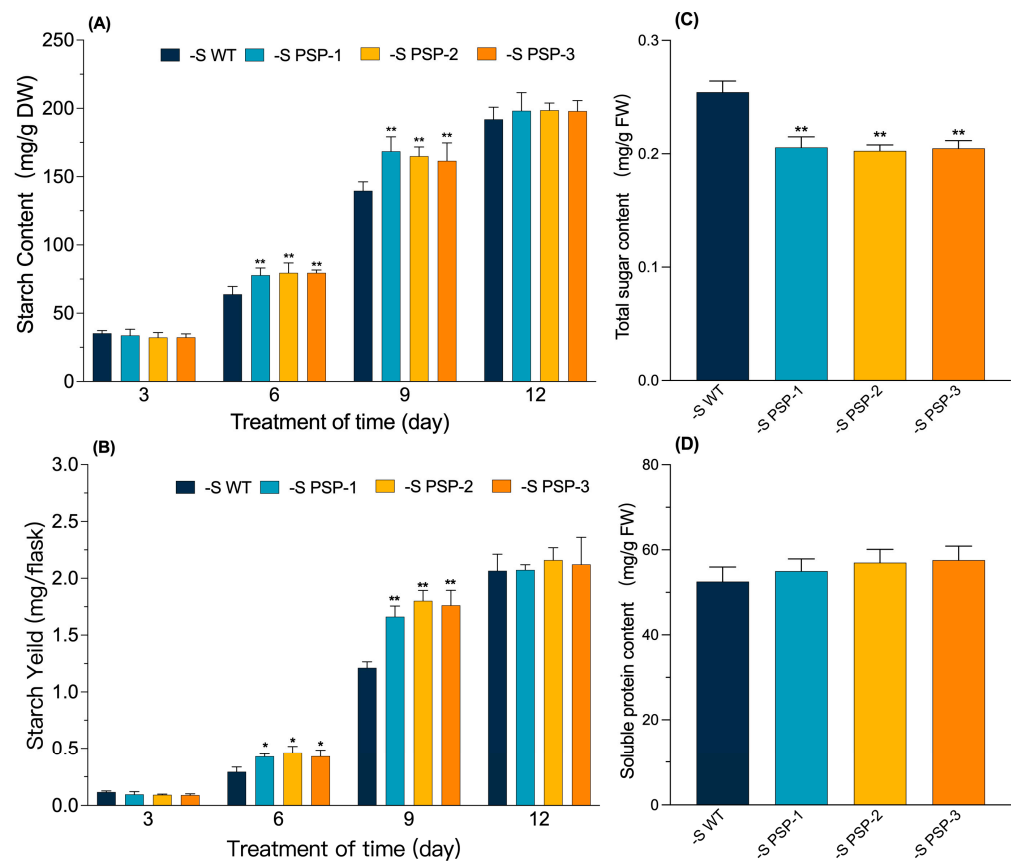 (A)
-S WT -S PSP-1 -S PSP-2 -S PSP-3
Starch Content (mg/g DW)
250
200
150
100
50
0
** ** **
** ** **
3 6 9 12
Treatment of time (day)
(B)
-S WT -S PSP-1 -S PSP-2 -S PSP-3
Starch Yeild (mg/flask)
3.0
2.5
2.0
1.5
1.0
0.5
0.0
* * *
** ** **
3 6 9 12
Treatment of time (day)
(C)
Total sugar content (mg/g FW)
0.3
0.2
0.1
0.0
** ** **
-S WT -S PSP-1 -S PSP-2 -S PSP-3
(D)
Soluble protein content (mg/g FW)
80
60
40
20
0
-S WT -S PSP-1 -S PSP-2 -S PSP-3